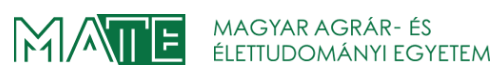 MATE
MAGYAR AGRÁR- ÉS
ÉLETTUDOMÁNYI EGYETEM